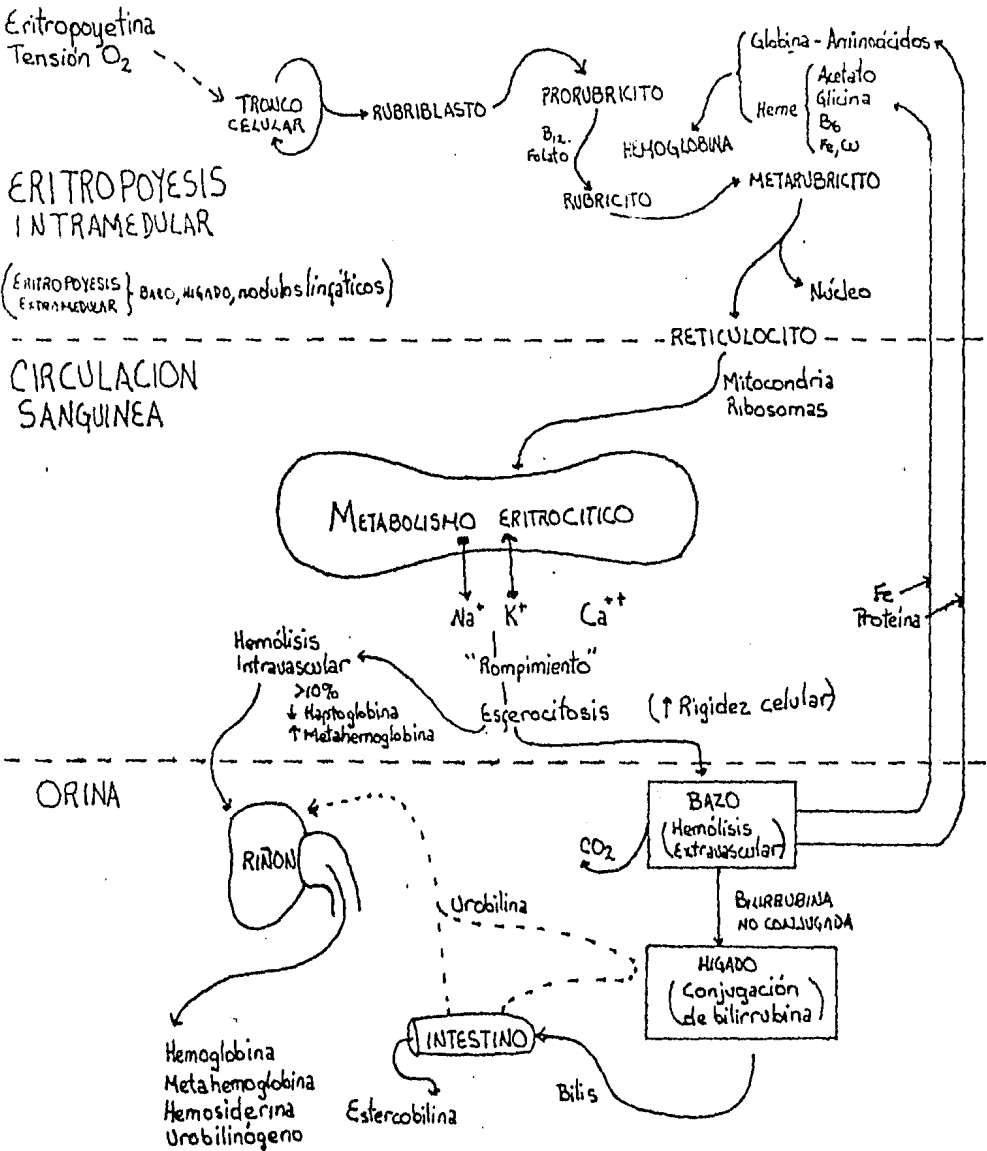 Eritropoyetina
Tensión O₂
TRONCO
CELULAR
RUBRIBLASTO
PRORUBRICITO
B₁₂.
Folato
RUBRICITO
HEMOGLOBINA
Globina - Aminoácidos
Heme
Acetato
Glicina
B₆
Fe, Cu
METARUBRICITO
Núcleo
ERITROPOYESIS
INTRAMEDULAR
(ERITROPOYESIS
EXTRAMEDULAR } BAZO, HIGADO, nodulos linfáticos)
RETICULOCITO
CIRCULACION
SANGUINEA
Mitocondria
Ribosomas
METABOLISMO ERITROCITICO
Na⁺ K⁺ Ca⁺⁺
Fe
Proteína
Hemólisis
Intravascular
>10%
↓ Haptoglobina
↑ Metahemoglobina
"Rompimiento"
Esferocitosis (↑ Rigidez celular)
ORINA
RIÑON
BAZO
(Hemólisis
Extravascular)
CO₂
BILIRRUBINA
NO CONJUGADA
Urobilina
HIGADO
(Conjugación
de bilirrubina)
INTESTINO
Bilis
Estercobilina
Hemoglobina
Metahemoglobina
Hemosiderina
Urobilinógeno